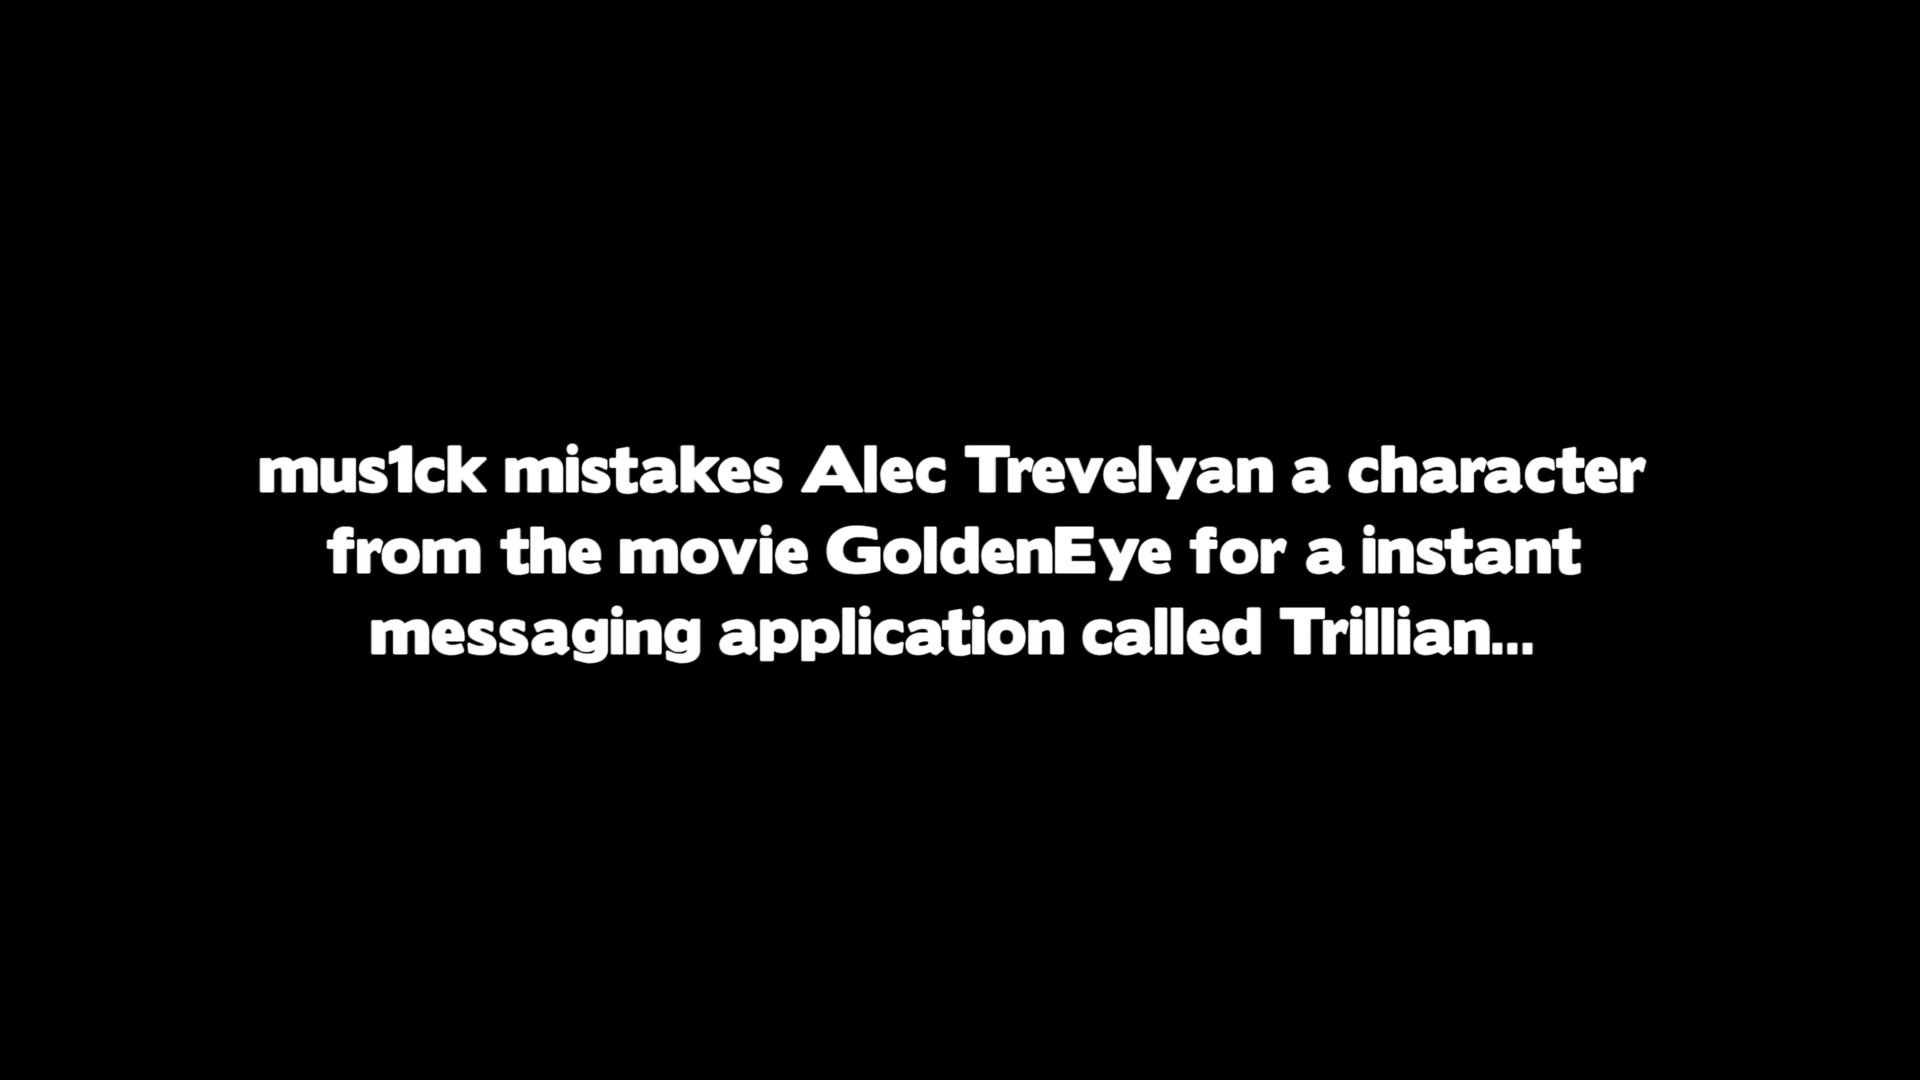 mus1ck mistakes Alec Trevelyan a character
from the movie GoldenEye for a instant
messaging application called Trillian...